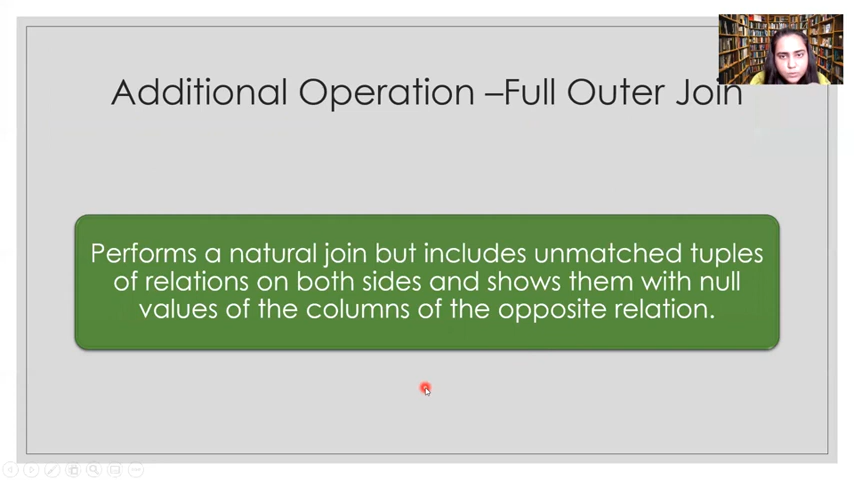 Additional Operation –Full Outer Join
Performs a natural join but includes unmatched tuples
of relations on both sides and shows them with null
values of the columns of the opposite relation.